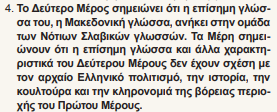 4. Το Δεύτερο Μέρος σημειώνει ότι η επίσημη γλώσ-
σα του, η Μακεδονική γλώσσα, ανήκει στην ομάδα
των Νότιων Σλαβικών γλωσσών. Τα Μέρη σημει-
ώνουν ότι η επίσημη γλώσσα και άλλα χαρακτη-
ριστικά του Δεύτερου Μέρους δεν έχουν σχέση με
τον αρχαίο Ελληνικό πολιτισμό, την ιστορία, την
κουλτούρα και την κληρονομιά της βόρειας περιο-
χής του Πρώτου Μέρους.